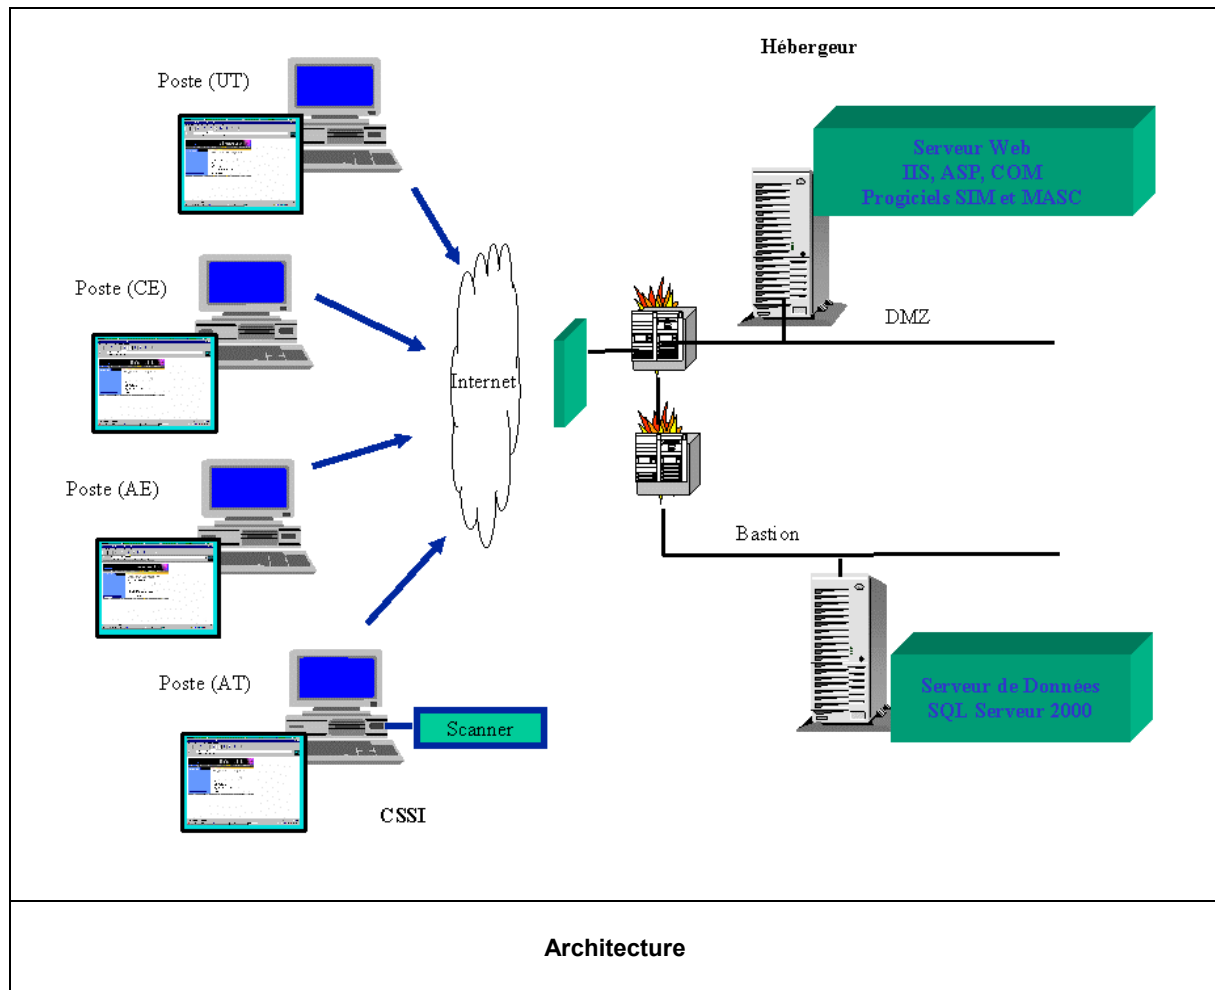 Hébergeur
Poste (UT)
Serveur Web
IIS, ASP, COM
Progiciels SIM et MASC
Poste (CE)
DMZ
Internet
Poste (AE)
Bastion
Poste (AT)
Scanner
Serveur de Données
SQL Serveur 2000
CSSI
Architecture